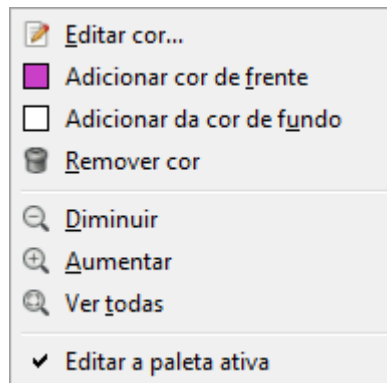 Editar cor...
Adicionar cor de frente
Adicionar da cor de fundo
Remover cor
Diminuir
Aumentar
Ver todas
Editar a paleta ativa